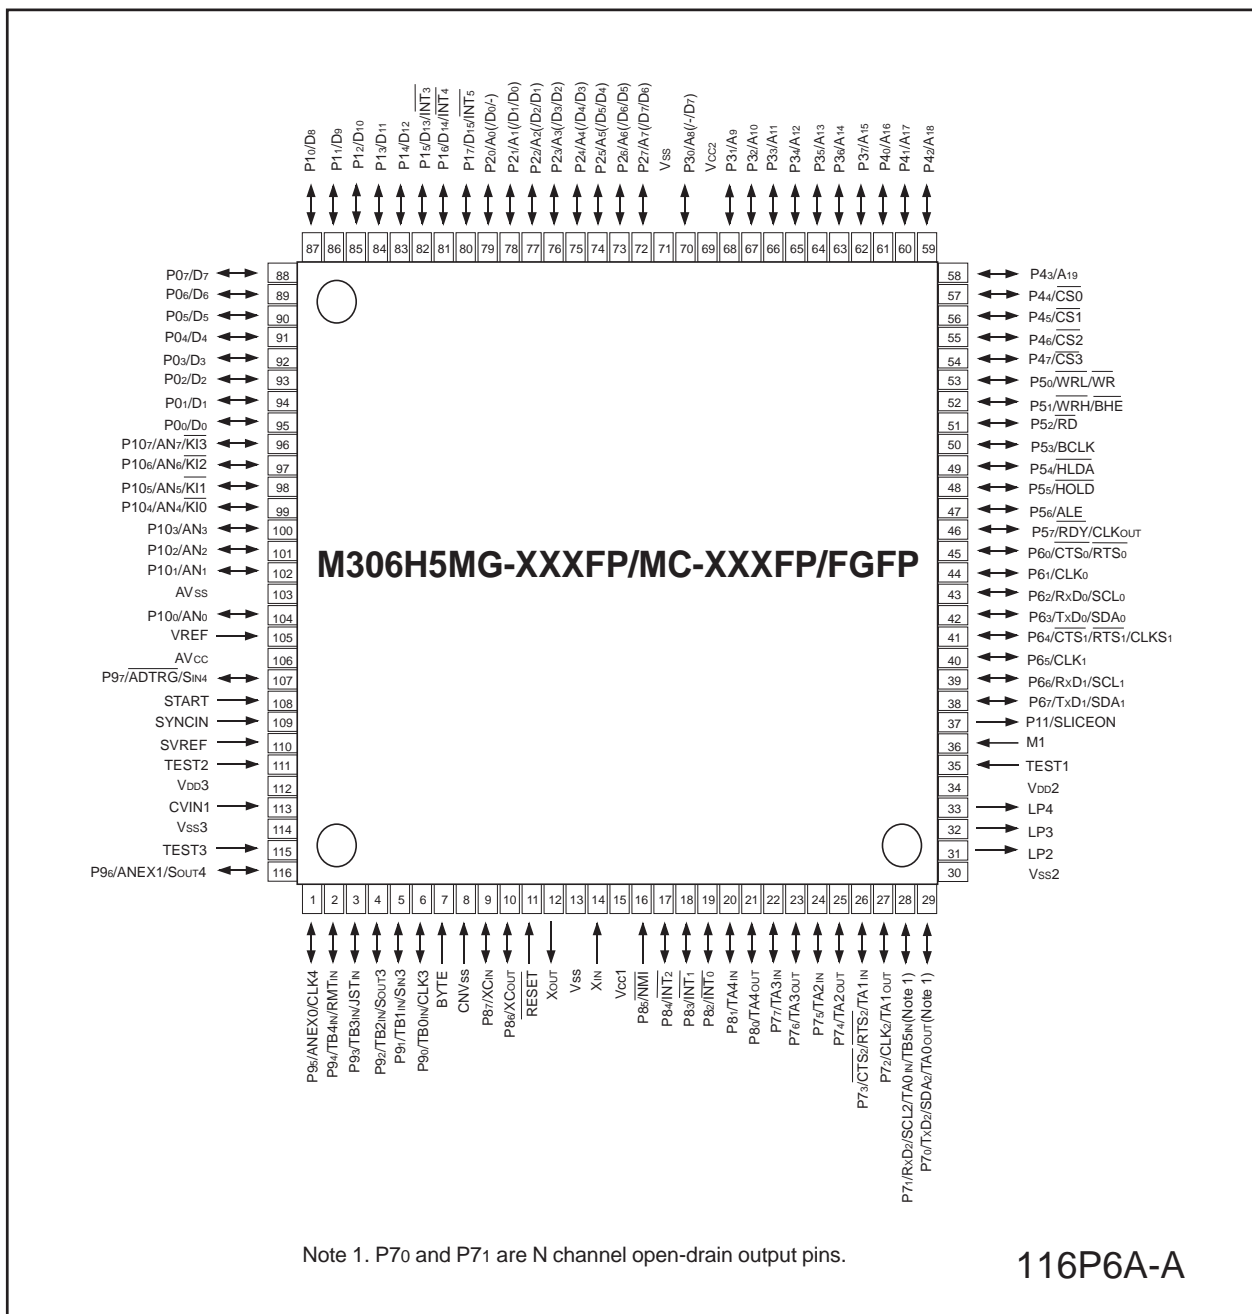 P10/D8
P11/D9
P12/D10
P13/D11
P14/D12
P15/D13/INT3
P16/D14/INT4
P17/D15/INT5
P20/A0(/D0/-)
P21/A1(/D1/D0)
P22/A2(/D2/D1)
P23/A3(/D3/D2)
P24/A4(/D4/D3)
P25/A5(/D5/D4)
P26/A6(/D6/D5)
P27/A7(/D7/D6)
Vss
P30/A8(/-/D7)
VCC2
P31/A9
P32/A10
P33/A11
P34/A12
P35/A13
P36/A14
P37/A15
P40/A16
P41/A17
P42/A18
87 86 85 84 83 82 81 80 79 78 77 76 75 74 73 72 71 70 69 68 67 66 65 64 63 62 61 60 59
P07/D7 88
P06/D6 89
P05/D5 90
P04/D4 91
P03/D3 92
P02/D2 93
P01/D1 94
P00/D0 95
P107/AN7/KI3 96
P106/AN6/KI2 97
P105/AN5/KI1 98
P104/AN4/KI0 99
P103/AN3 100
P102/AN2 101
P101/AN1 102
AVss 103
P100/AN0 104
VREF 105
AVcc 106
P97/ADTRG/SIN4 107
START 108
SYNCIN 109
SVREF 110
TEST2 111
VDD3 112
CVIN1 113
Vss3 114
TEST3 115
P96/ANEX1/SOUT4 116
M306H5MG-XXXFP/MC-XXXFP/FGFP
58 P43/A19
57 P44/CS0
56 P45/CS1
55 P46/CS2
54 P47/CS3
53 P50/WRL/WR
52 P51/WRH/BHE
51 P52/RD
50 P53/BCLK
49 P54/HLDA
48 P55/HOLD
47 P56/ALE
46 P57/RDY/CLKOUT
45 P60/CTS0/RTS0
44 P61/CLK0
43 P62/RxD0/SCL0
42 P63/TxD0/SDA0
41 P64/CTS1/RTS1/CLKS1
40 P65/CLK1
39 P66/RxD1/SCL1
38 P67/TxD1/SDA1
37 P11/SLICEON
36 M1
35 TEST1
34 VDD2
33 LP4
32 LP3
31 LP2
30 Vss2
1 2 3 4 5 6 7 8 9 10 11 12 13 14 15 16 17 18 19 20 21 22 23 24 25 26 27 28 29
P95/ANEX0/CLK4
P94/TB4IN/RMTIN
P93/TB3IN/JSTIN
P92/TB2IN/SOUT3
P91/TB1IN/SIN3
P90/TB0IN/CLK3
BYTE
CNVss
P87/XCIN
P86/XCOUT
RESET
XOUT
Vss
XIN
Vcc1
P85/NMI
P84/INT2
P83/INT1
P82/INT0
P81/TA4IN
P80/TA4OUT
P77/TA3IN
P76/TA3OUT
P75/TA2IN
P74/TA2OUT
P73/CTS2/RTS2/TA1IN
P72/CLK2/TA1OUT
P71/RxD2/SCL2/TA0IN/TB5IN(Note 1)
P70/TxD2/SDA2/TA0OUT(Note 1)
Note 1. P70 and P71 are N channel open-drain output pins.
116P6A-A